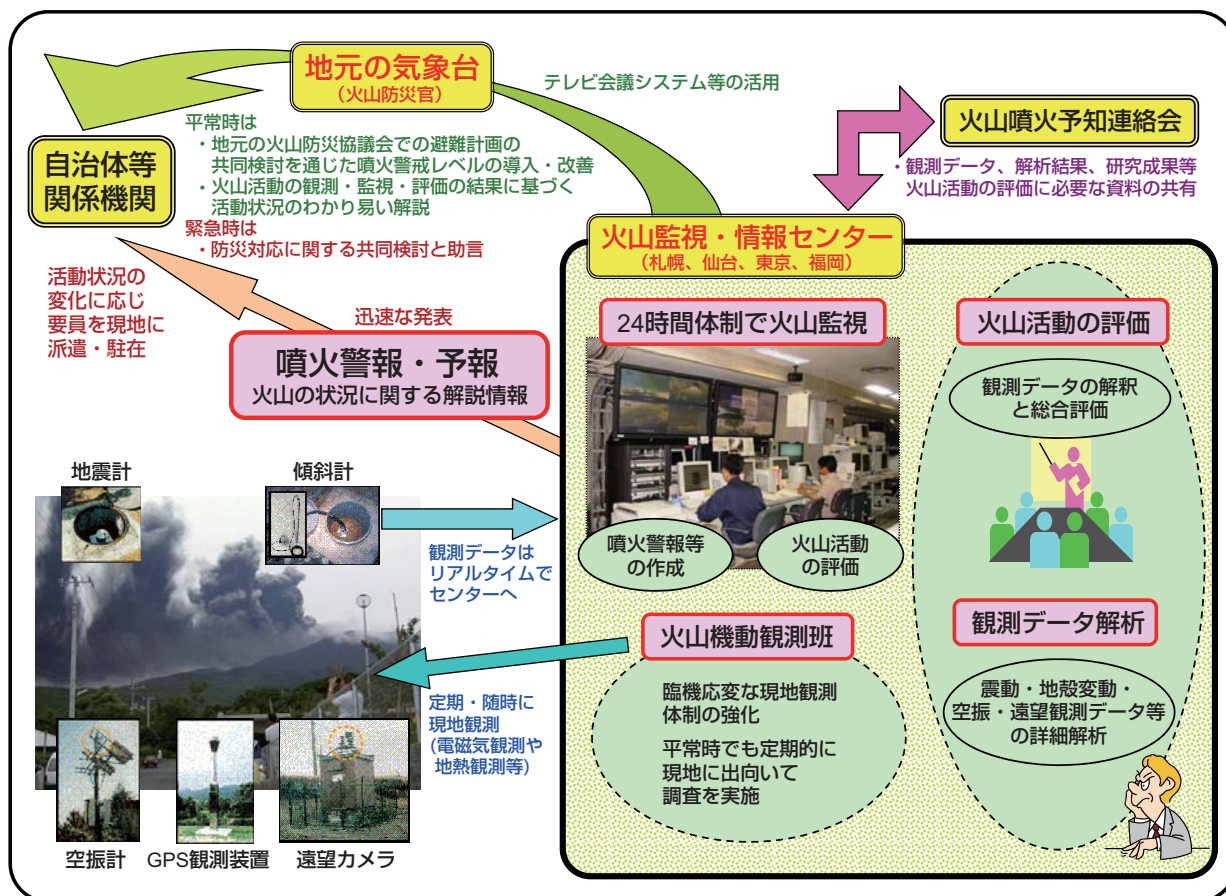 地元の気象台
(火山防災官)
テレビ会議システム等の活用
火山噴火予知連絡会
・観測データ、解析結果、研究成果等
火山活動の評価に必要な資料の共有
自治体等
関係機関
平常時は
・地元の火山防災協議会での避難計画の
共同検討を通じた噴火警戒レベルの導入・改善
・火山活動の観測・監視・評価の結果に基づく
活動状況のわかり易い解説
緊急時は
・防災対応に関する共同検討と助言
活動状況の
変化に応じ
要員を現地に
派遣・駐在
迅速な発表
噴火警報・予報
火山の状況に関する解説情報
火山監視・情報センター
(札幌、仙台、東京、福岡)
24時間体制で火山監視
噴火警報等
の作成
火山活動
の評価
火山活動の評価
観測データの解釈
と総合評価
観測データ解析
震動・地殻変動・
空振・遠望観測データ等
の詳細解析
火山機動観測班
臨機応変な現地観測
体制の強化
平常時でも定期的に
現地に出向いて
調査を実施
地震計
傾斜計
観測データは
リアルタイムで
センターへ
定期・随時に
現地観測
(電磁気観測や
地熱観測等)
空振計
GPS観測装置
遠望カメラ